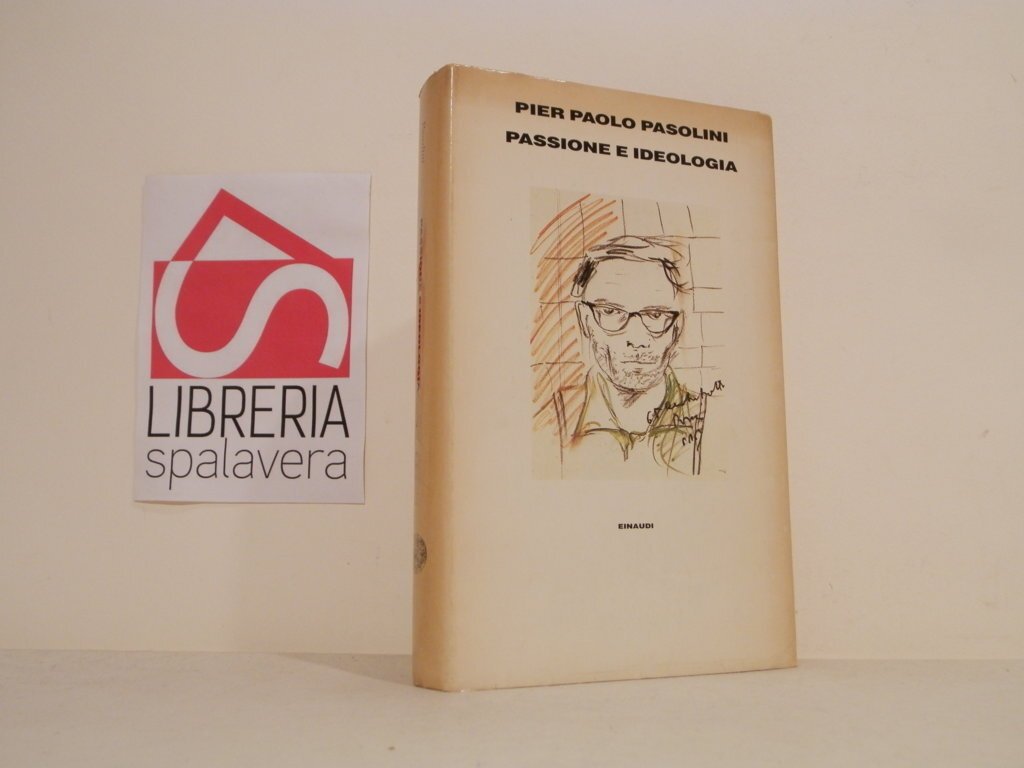 LIBRERIA
spalavera
PIER PAOLO PASOLINI
PASSIONE E IDEOLOGIA
EINAUDI